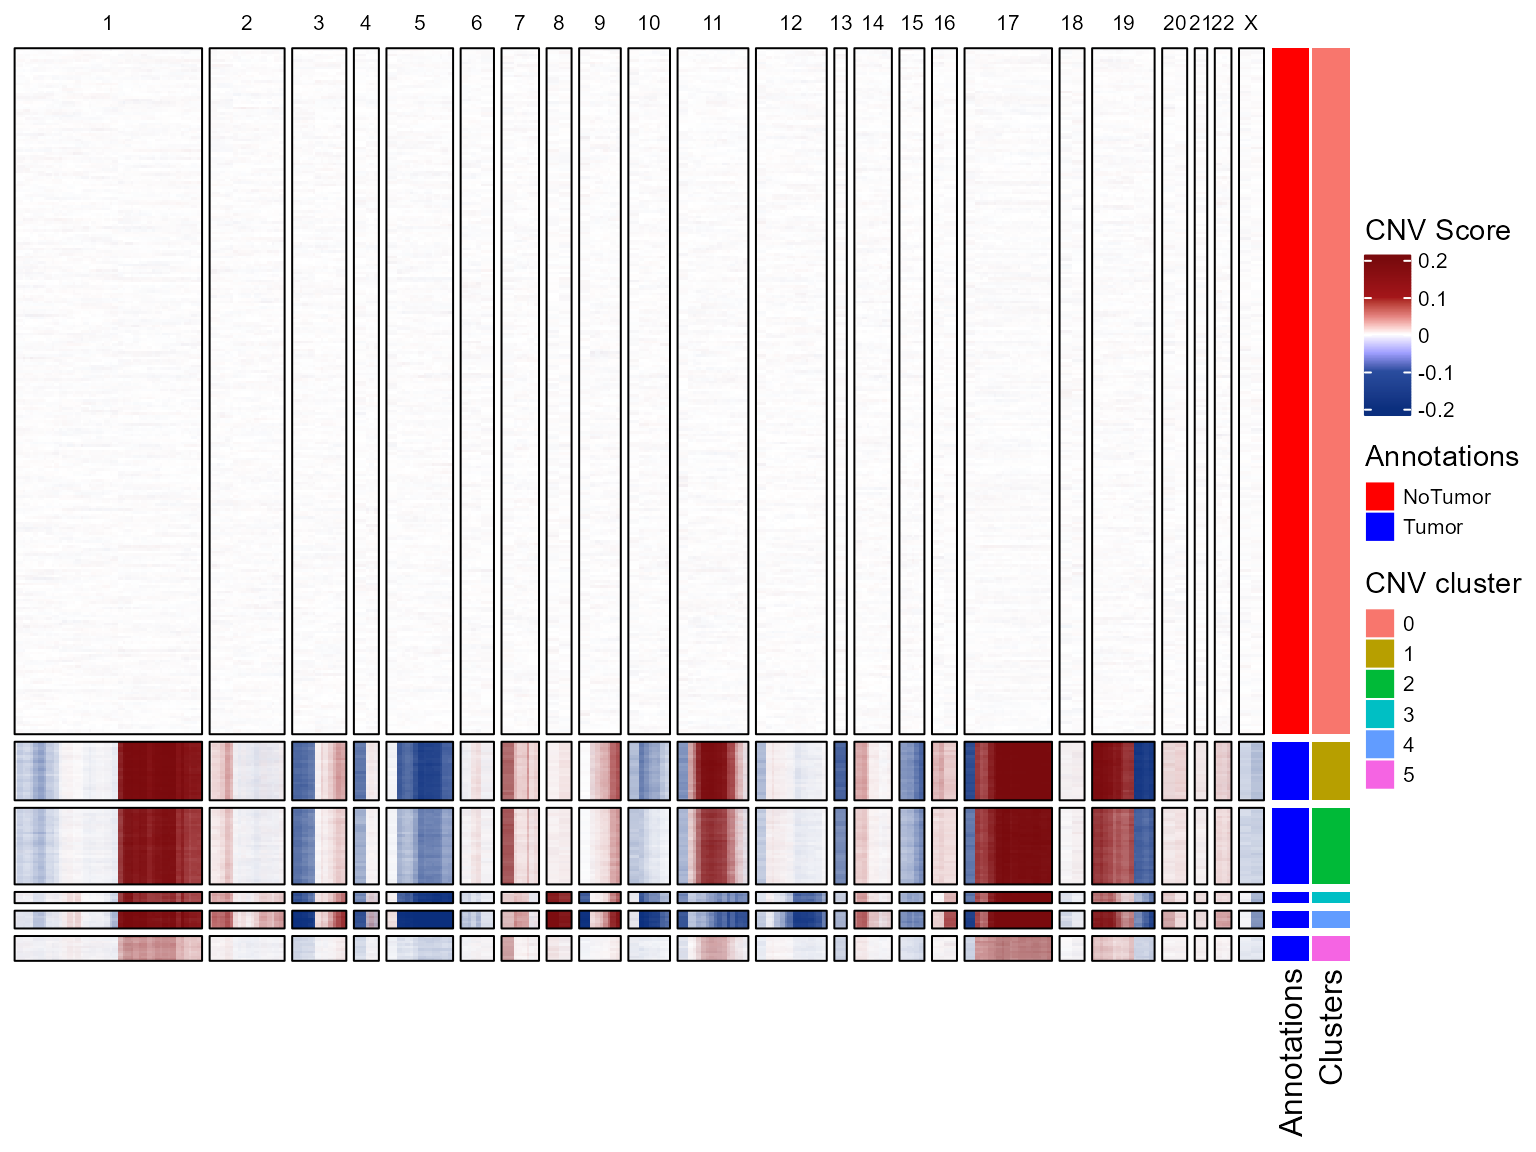 1 2 3 4 5 6 7 8 9 10 11 12 13 14 15 16 17 18 19 20 21 22 X
CNV Score
0.2
0.1
0
-0.1
-0.2
Annotations
NoTumor
Tumor
CNV cluster
0
1
2
3
4
5
Annotations
Clusters